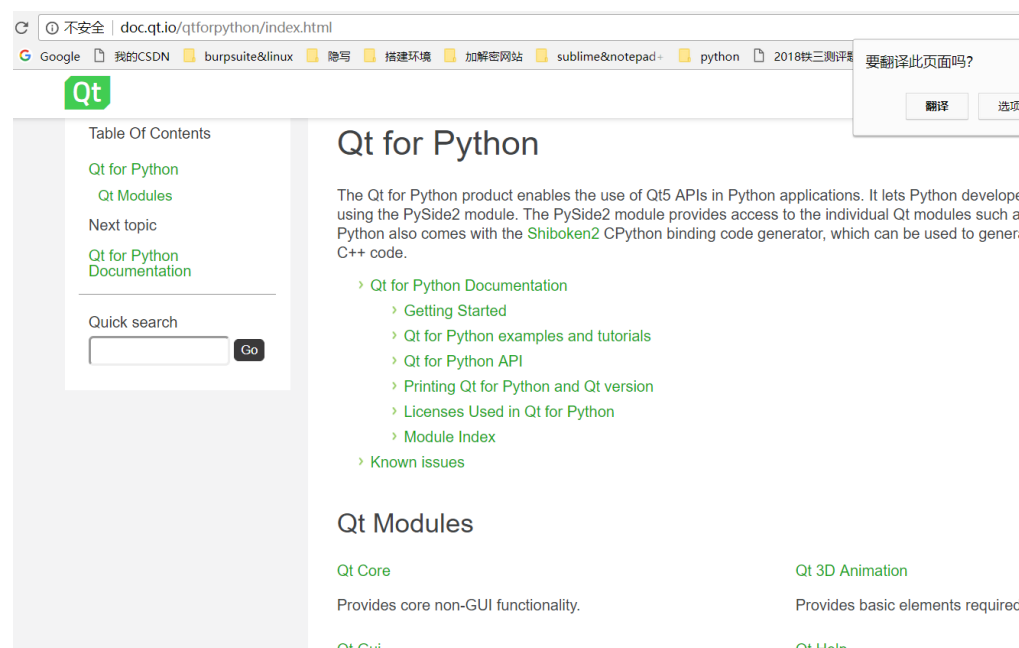 不安全 doc.qt.io/qtforpython/index.html
Google 我的CSDN burpsuite&linux 隐写 搭建环境 加解密网站 sublime&notepad+ python 2018铁三测评题
要翻译此页面吗?
翻译
Qt
Table Of Contents
Qt for Python
Qt Modules
Next topic
Qt for Python
Documentation
Quick search
Go
Qt for Python
The Qt for Python product enables the use of Qt5 APIs in Python applications. It lets Python develope
using the PySide2 module. The PySide2 module provides access to the individual Qt modules such a
Python also comes with the Shiboken2 CPython binding code generator, which can be used to genera
C++ code.
Qt for Python Documentation
Getting Started
Qt for Python examples and tutorials
Qt for Python API
Printing Qt for Python and Qt version
Licenses Used in Qt for Python
Module Index
Known issues
Qt Modules
Qt Core
Provides core non-GUI functionality.
Qt 3D Animation
Provides basic elements required
Qt Gui
Qt Help